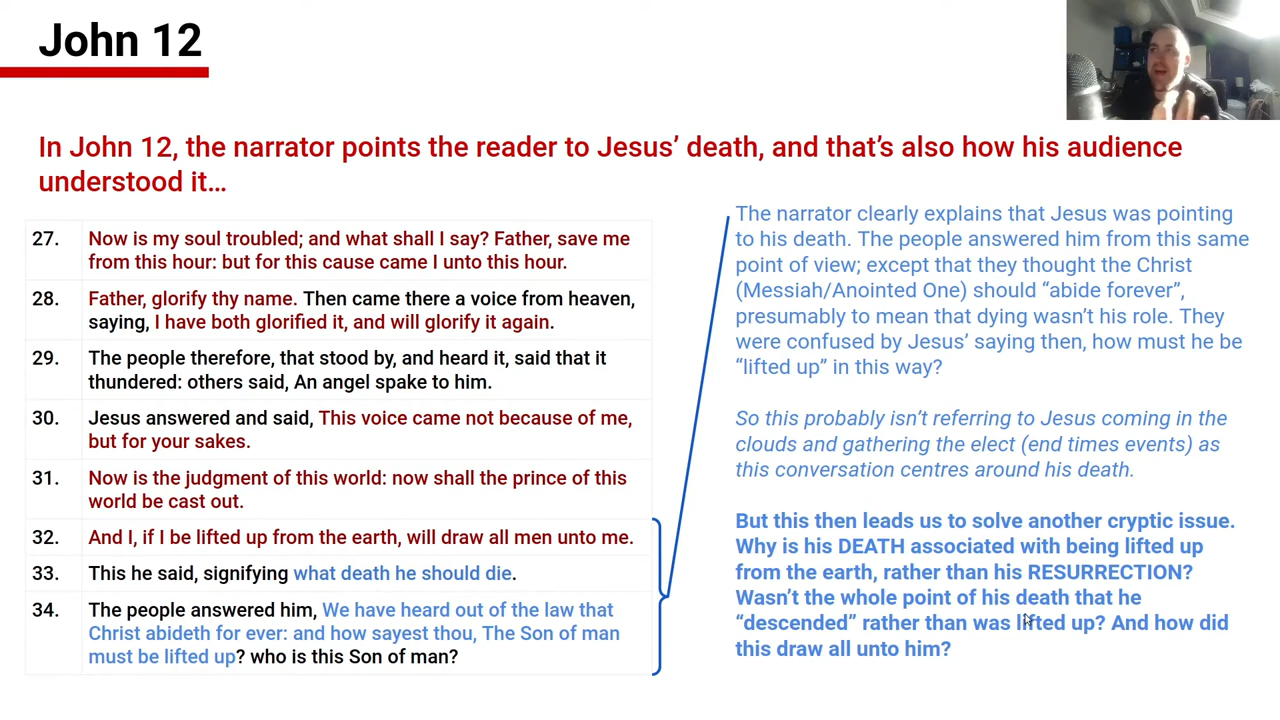 John 12
In John 12, the narrator points the reader to Jesus’ death, and that’s also how his audience
understood it…
27. Now is my soul troubled; and what shall I say? Father, save me
from this hour: but for this cause came I unto this hour.
28. Father, glorify thy name. Then came there a voice from heaven,
saying, I have both glorified it, and will glorify it again.
29. The people therefore, that stood by, and heard it, said that it
thundered: others said, An angel spake to him.
30. Jesus answered and said, This voice came not because of me,
but for your sakes.
31. Now is the judgment of this world: now shall the prince of this
world be cast out.
32. And I, if I be lifted up from the earth, will draw all men unto me.
33. This he said, signifying what death he should die.
34. The people answered him, We have heard out of the law that
Christ abideth for ever: and how sayest thou, The Son of man
must be lifted up? who is this Son of man?
The narrator clearly explains that Jesus was pointing
to his death. The people answered him from this same
point of view; except that they thought the Christ
(Messiah/Anointed One) should “abide forever”,
presumably to mean that dying wasn’t his role. They
were confused by Jesus’ saying then, how must he be
“lifted up” in this way?
So this probably isn’t referring to Jesus coming in the
clouds and gathering the elect (end times events) as
this conversation centres around his death.
But this then leads us to solve another cryptic issue.
Why is his DEATH associated with being lifted up
from the earth, rather than his RESURRECTION?
Wasn’t the whole point of his death that he
“descended” rather than was lifted up? And how did
this draw all unto him?